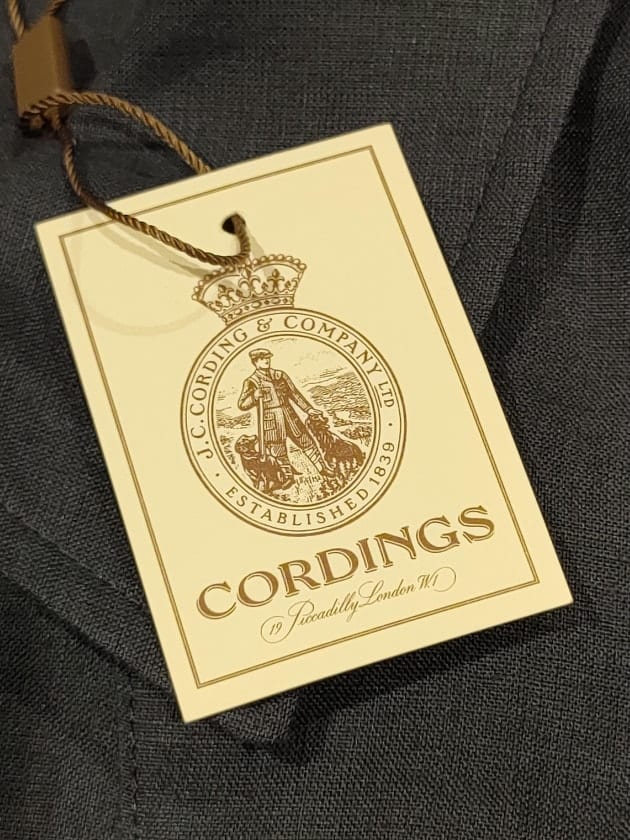 J.C.CORDING & COMPANY LTD
· ESTABLISHED 1839 ·
CORDINGS
19 Piccadilly London W1